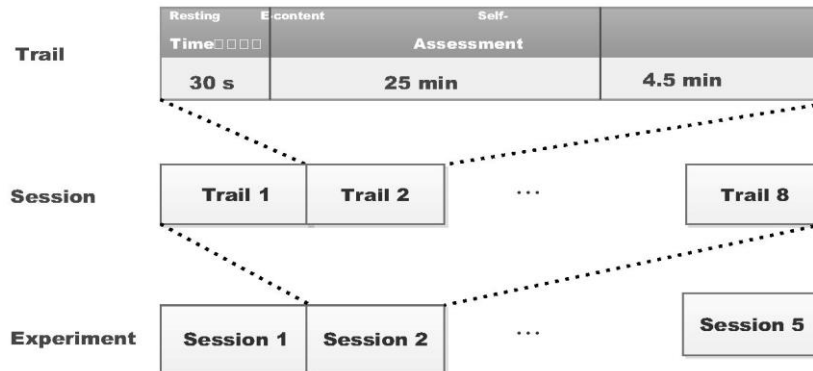 Resting E-content Self-
Time□□□□ Assessment
Trail
30 s 25 min 4.5 min
Session Trail 1 Trail 2 ... Trail 8
Experiment Session 1 Session 2 ... Session 5